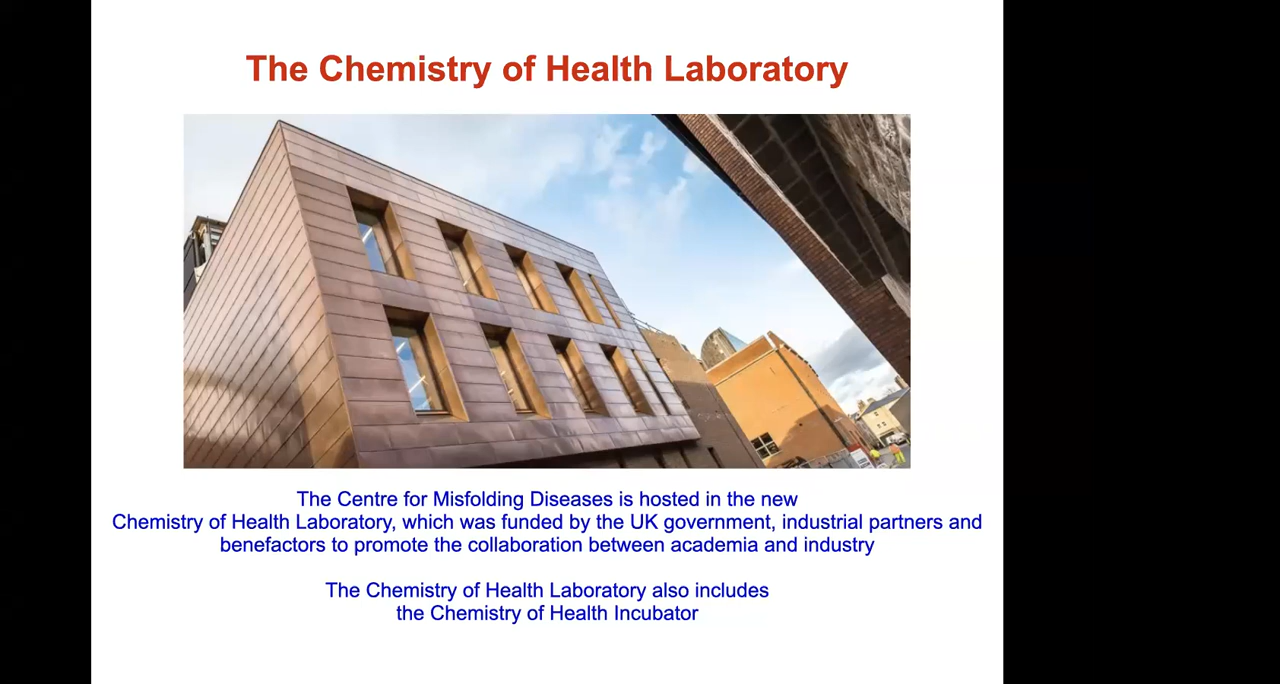 The Chemistry of Health Laboratory
The Centre for Misfolding Diseases is hosted in the new
Chemistry of Health Laboratory, which was funded by the UK government, industrial partners and
benefactors to promote the collaboration between academia and industry
The Chemistry of Health Laboratory also includes
the Chemistry of Health Incubator